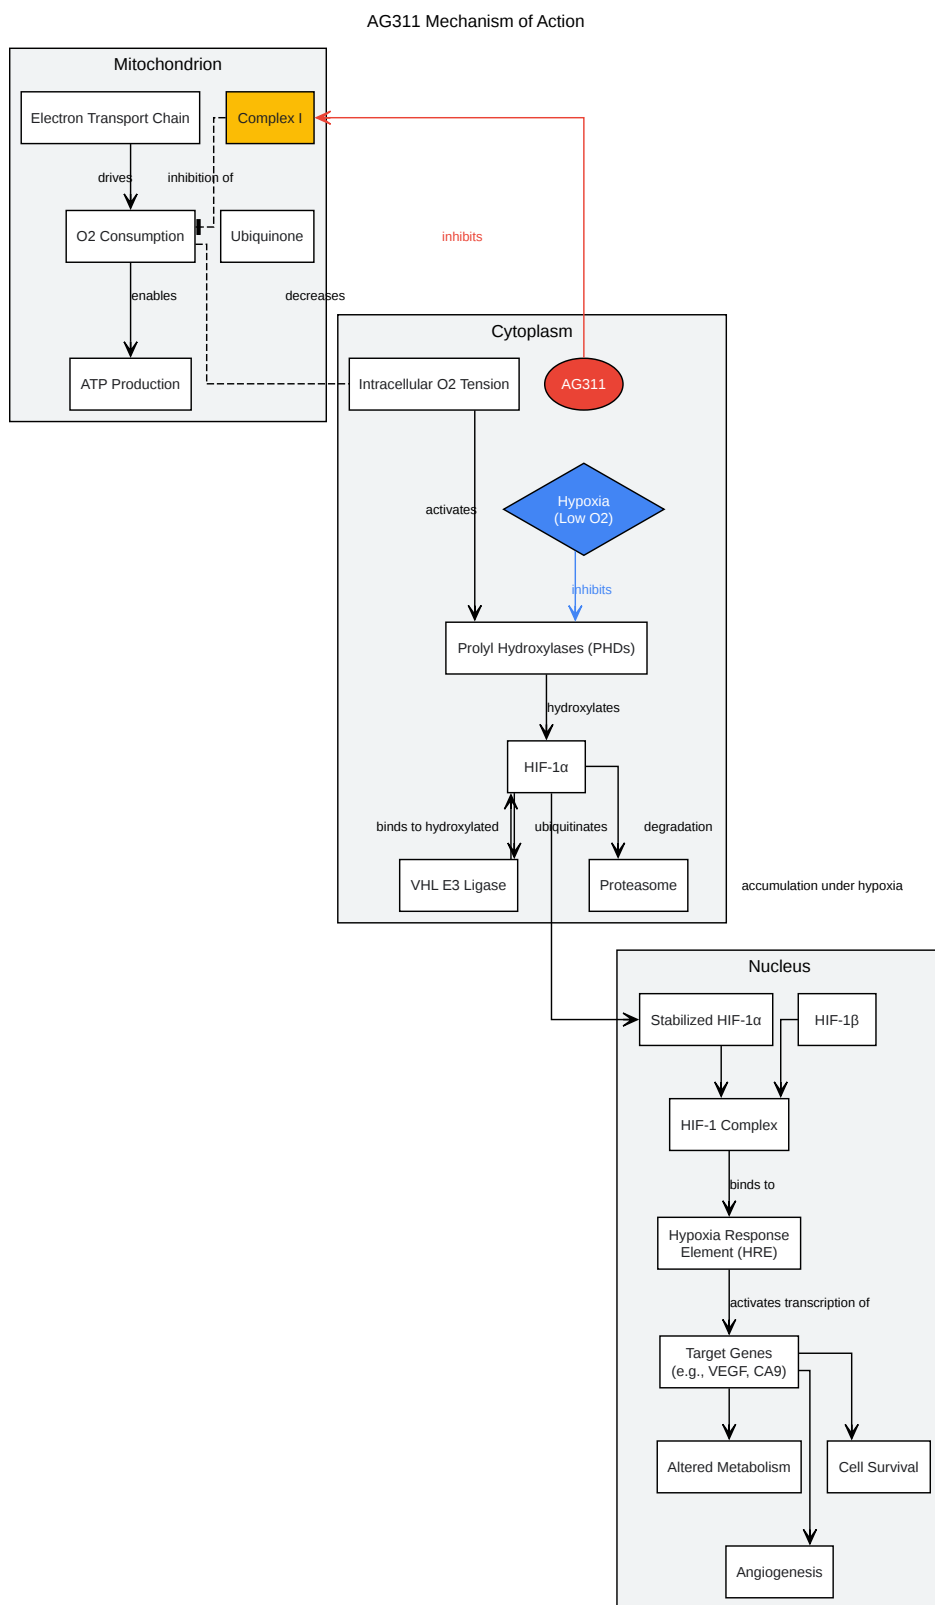 AG311 Mechanism of Action
Mitochondrion
Electron Transport Chain
Complex I
drives
inhibition of
O2 Consumption
Ubiquinone
inhibits
enables
decreases
Cytoplasm
ATP Production
Intracellular O2 Tension
AG311
Hypoxia
(Low O2)
activates
inhibits
Prolyl Hydroxylases (PHDs)
hydroxylates
HIF-1α
binds to hydroxylated
ubiquitinates
degradation
VHL E3 Ligase
Proteasome
accumulation under hypoxia
Nucleus
Stabilized HIF-1α
HIF-1β
HIF-1 Complex
binds to
Hypoxia Response
Element (HRE)
activates transcription of
Target Genes
(e.g., VEGF, CA9)
Altered Metabolism
Cell Survival
Angiogenesis